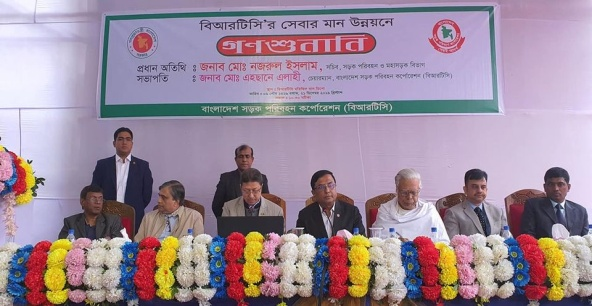 বিআরটিসি'র সেবার মান উন্নয়নে
গণশুনানি
প্রধান অতিথি : জনাব মোঃ নজরুল ইসলাম, সচিব, সড়ক পরিবহন ও মহাসড়ক বিভাগ
সভাপতি : জনাব মোঃ এহছানে এলাহী, চেয়ারম্যান, বাংলাদেশ সড়ক পরিবহন কর্পোরেশন (বিআরটিসি)
বাংলাদেশ সড়ক পরিবহন কর্পোরেশন (বিআরটিসি)